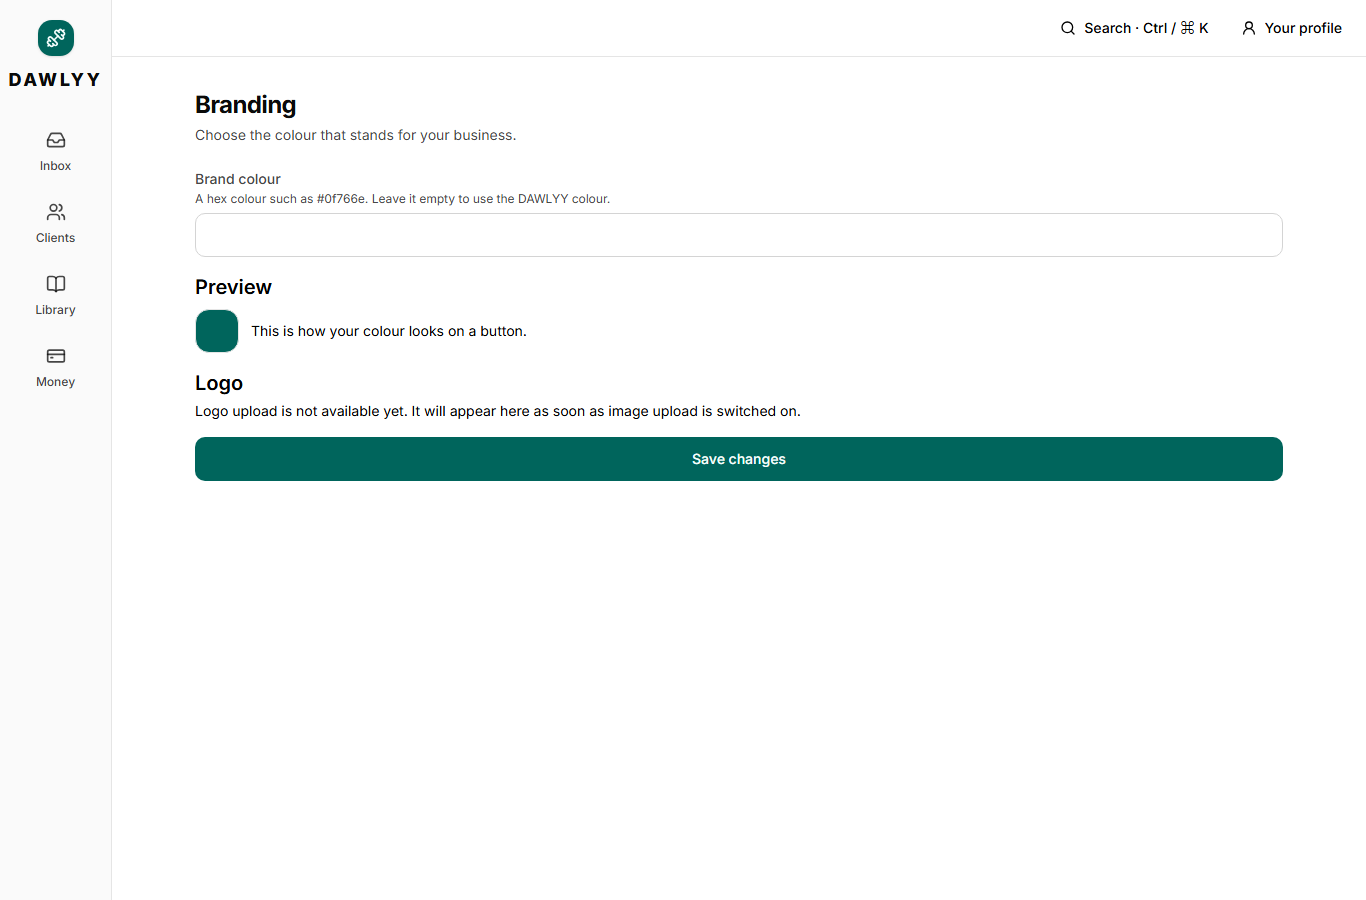 DAWLYY
Inbox
Clients
Library
Money
Search · Ctrl / ⌘ K
Your profile
Branding
Choose the colour that stands for your business.
Brand colour
A hex colour such as #0f766e. Leave it empty to use the DAWLYY colour.
Preview
This is how your colour looks on a button.
Logo
Logo upload is not available yet. It will appear here as soon as image upload is switched on.
Save changes